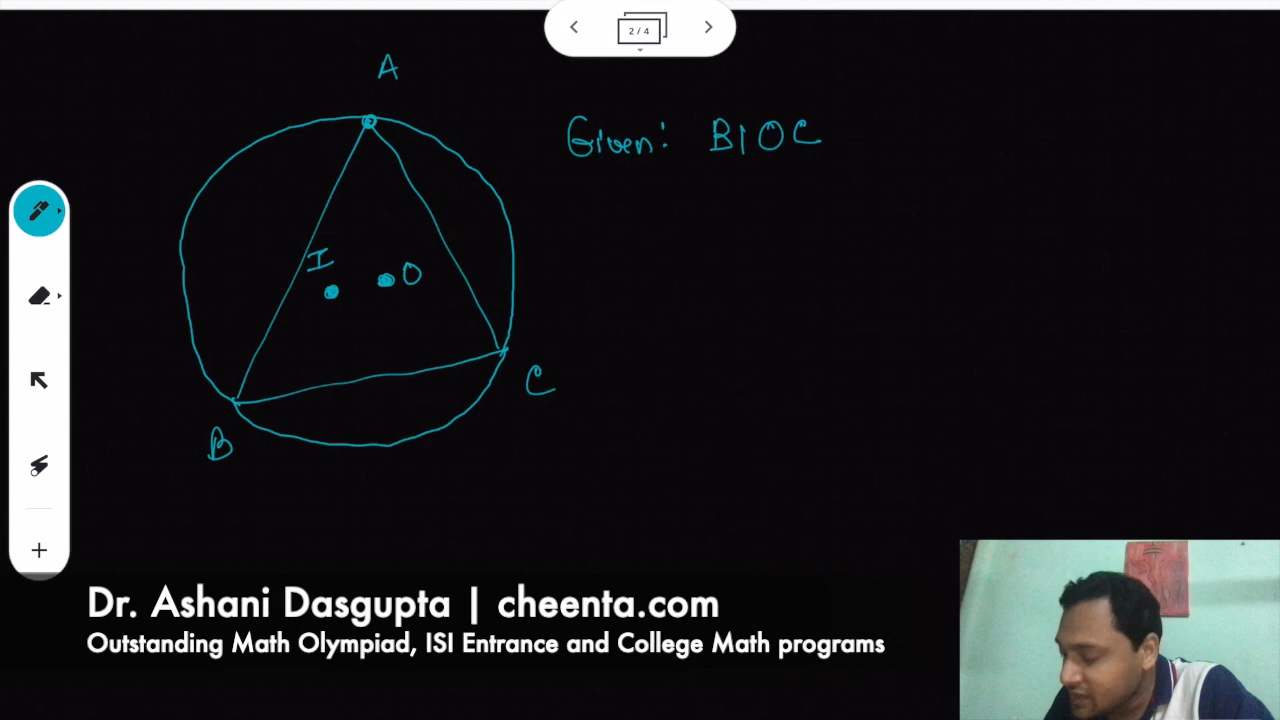 2 / 4
A
Given: BIOC
I
O
C
B
Dr. Ashani Dasgupta | cheenta.com
Outstanding Math Olympiad, ISI Entrance and College Math programs